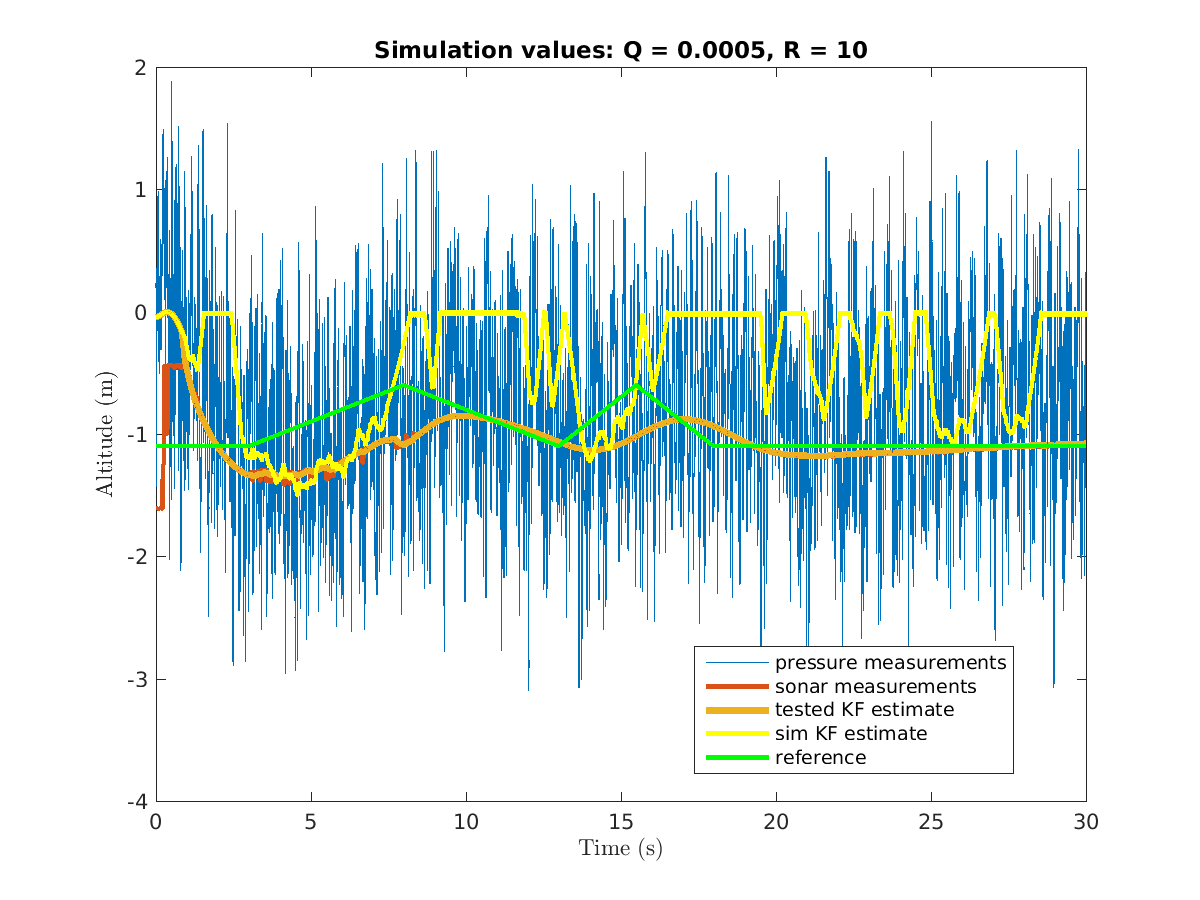 Simulation values: Q = 0.0005, R = 10
2
1
0
-1
-2
-3
-4
Altitude (m)
0
5
10
15
20
25
30
Time (s)
pressure measurements
sonar measurements
tested KF estimate
sim KF estimate
reference